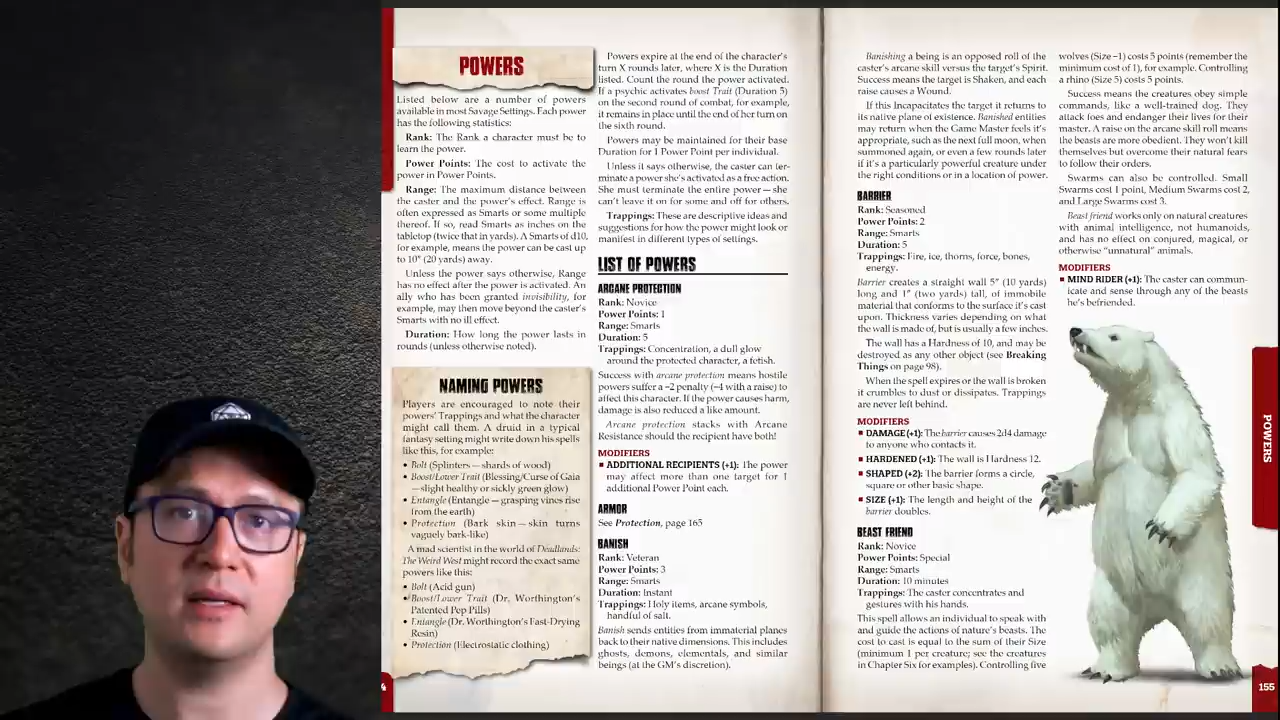 POWERS
Listed below are a number of powers
available in most Savage Settings. Each power
has the following statistics:
Rank: The Rank a character must be to
learn the power.
Power Points: The cost to activate the
power in Power Points.
Range: The maximum distance between
the caster and the power's effect. Range is
often expressed as Smarts or some multiple
thereof. If so, read Smarts as inches on the
tabletop (twice that in yards). A Smarts of d10,
for example, means the power can be cast up
to 10" (20 yards) away.
Unless the power says otherwise, Range
has no effect after the power is activated. An
ally who has been granted invisibility, for
example, may then move beyond the caster's
Smarts with no ill effect.
Duration: How long the power lasts in
rounds (unless otherwise noted).
NAMING POWERS
Players are encouraged to note their
powers' Trappings and what the character
might call them. A druid in a typical
fantasy setting might write down his spells
like this, for example:
• Bolt (Splinters — shards of wood)
• Boost/Lower Trait (Blessing/Curse of Gaia
—slight healthy or sickly green glow)
• Entangle (Entangle — grasping vines rise
from the earth)
• Protection (Bark skin — skin turns
vaguely bark-like)
A mad scientist in the world of Deadlands:
The Weird West might record the exact same
powers like this:
• Bolt (Acid gun)
• Boost/Lower Trait (Dr. Worthington's
Patented Pep Pills)
• Entangle (Dr. Worthington's Fast-Drying
Resin)
• Protection (Electrostatic clothing)
4
Powers expire at the end of the character's
turn X rounds later, where X is the Duration
listed. Count the round the power activated.
If a psychic activates boost Trait (Duration 5)
on the second round of combat, for example,
it remains in place until the end of her turn on
the sixth round.
Powers may be maintained for their base
Duration for 1 Power Point per individual.
Unless it says otherwise, the caster can ter-
minate a power she's activated as a free action.
She must terminate the entire power — she
can't leave it on for some and off for others.
Trappings: These are descriptive ideas and
suggestions for how the power might look or
manifest in different types of settings.
LIST OF POWERS
ARCANE PROTECTION
Rank: Novice
Power Points: 1
Range: Smarts
Duration: 5
Trappings: Concentration, a dull glow
around the protected character, a fetish.
Success with arcane protection means hostile
powers suffer a −2 penalty (−4 with a raise) to
affect this character. If the power causes harm,
damage is also reduced a like amount.
Arcane protection stacks with Arcane
Resistance should the recipient have both!
MODIFIERS
■ ADDITIONAL RECIPIENTS (+1): The power
may affect more than one target for 1
additional Power Point each.
ARMOR
See Protection, page 165
BANISH
Rank: Veteran
Power Points: 3
Range: Smarts
Duration: Instant
Trappings: Holy items, arcane symbols,
handful of salt.
Banish sends entities from immaterial planes
back to their native dimensions. This includes
ghosts, demons, elementals, and similar
beings (at the GM's discretion).
Banishing a being is an opposed roll of the
caster's arcane skill versus the target's Spirit.
Success means the target is Shaken, and each
raise causes a Wound.
If this Incapacitates the target it returns to
its native plane of existence. Banished entities
may return when the Game Master feels it's
appropriate, such as the next full moon, when
summoned again, or even a few rounds later
if it's a particularly powerful creature under
the right conditions or in a location of power.
BARRIER
Rank: Seasoned
Power Points: 2
Range: Smarts
Duration: 5
Trappings: Fire, ice, thorns, force, bones,
energy.
Barrier creates a straight wall 5" (10 yards)
long and 1" (two yards) tall, of immobile
material that conforms to the surface it's cast
upon. Thickness varies depending on what
the wall is made of, but is usually a few inches.
The wall has a Hardness of 10, and may be
destroyed as any other object (see Breaking
Things on page 98).
When the spell expires or the wall is broken
it crumbles to dust or dissipates. Trappings
are never left behind.
MODIFIERS
■ DAMAGE (+1): The barrier causes 2d4 damage
to anyone who contacts it.
■ HARDENED (+1): The wall is Hardness 12.
■ SHAPED (+2): The barrier forms a circle,
square or other basic shape.
■ SIZE (+1): The length and height of the
barrier doubles.
BEAST FRIEND
Rank: Novice
Power Points: Special
Range: Smarts
Duration: 10 minutes
Trappings: The caster concentrates and
gestures with his hands.
This spell allows an individual to speak with
and guide the actions of nature's beasts. The
cost to cast is equal to the sum of their Size
(minimum 1 per creature; see the creatures
in Chapter Six for examples). Controlling five
wolves (Size −1) costs 5 points (remember the
minimum cost of 1), for example. Controlling
a rhino (Size 5) costs 5 points.
Success means the creatures obey simple
commands, like a well-trained dog. They
attack foes and endanger their lives for their
master. A raise on the arcane skill roll means
the beasts are more obedient. They won't kill
themselves but overcome their natural fears
to follow their orders.
Swarms can also be controlled. Small
Swarms cost 1 point, Medium Swarms cost 2,
and Large Swarms cost 3.
Beast friend works only on natural creatures
with animal intelligence, not humanoids,
and has no effect on conjured, magical, or
otherwise "unnatural" animals.
MODIFIERS
■ MIND RIDER (+1): The caster can commun-
icate and sense through any of the beasts
he's befriended.
POWERS
155